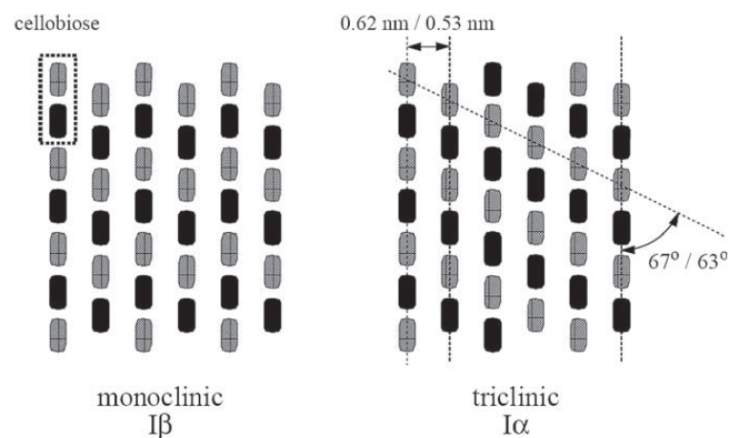 cellobiose
0.62 nm / 0.53 nm
67° / 63°
monoclinic
Iβ
triclinic
Iα